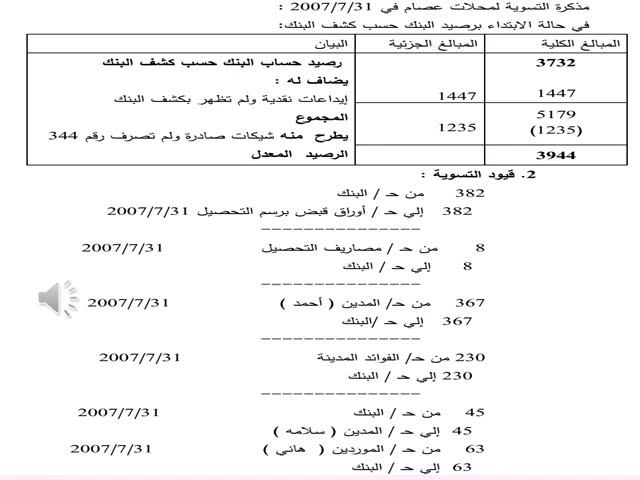 مذكرة التسوية لمحلات عصام في 2007/7/31 :
في حالة الابتداء برصيد البنك حسب كشف البنك:
المبالغ الكلية المبالغ الجزئية البيان
3732 رصيد حساب البنك حسب كشف البنك
يضاف له :
1447 1447 إيداعات نقدية ولم تظهر بكشف البنك
5179 المجموع
(1235) 1235 يطرح منه شيكات صادرة ولم تصرف رقم 344
3944 الرصيد المعدل
2. قيود التسوية :
382 من حـ / البنك
382 إلي حـ / أوراق قبض برسم التحصيل 2007/7/31
----------------
8 من حـ / مصاريف التحصيل 2007/7/31
8 إلي حـ / البنك
----------------
367 من حـ/ المدين ( أحمد ) 2007/7/31
367 إلي حـ /البنك
----------------
230 من حـ/ الفوائد المدينة 2007/7/31
230 إلي حـ / البنك
----------------
45 من حـ / البنك 2007/7/31
45 إلي حـ / المدين ( سلامه )
63 من حـ / الموردين ( هاني ) 2007/7/31
63 إلي حـ / البنك